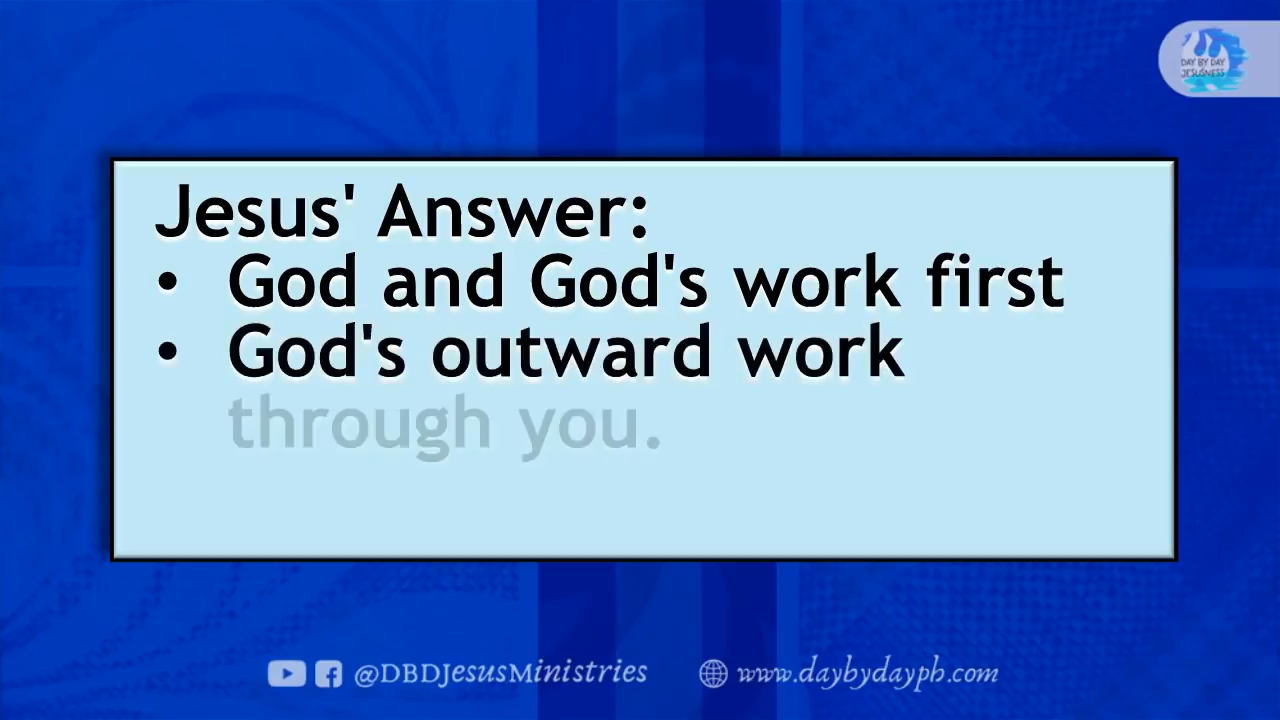 DAY BY DAY
JESUSNESS
Jesus' Answer:
• God and God's work first
• God's outward work
through you.
@DBDJesusMinistries
www.daybydayph.com